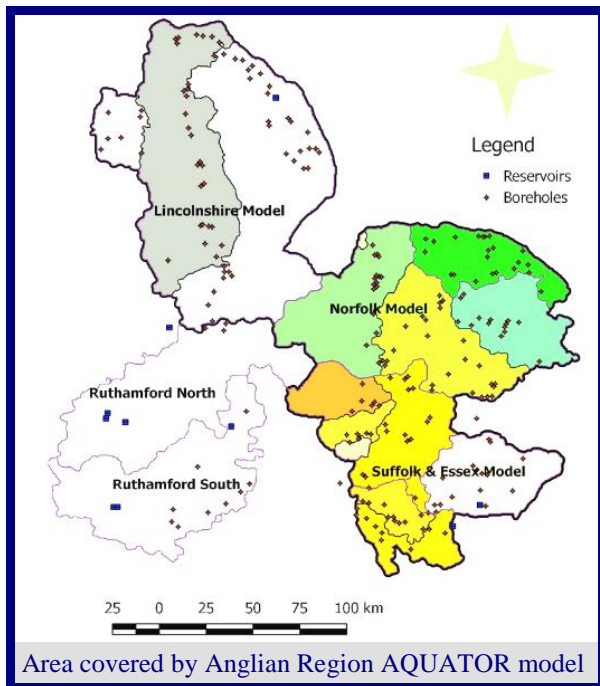 Legend
Reservoirs
Boreholes
Lincolnshire Model
Norfolk Model
Ruthamford North
Suffolk & Essex Model
Ruthamford South
25 0 25 50 75 100 km
Area covered by Anglian Region AQUATOR model